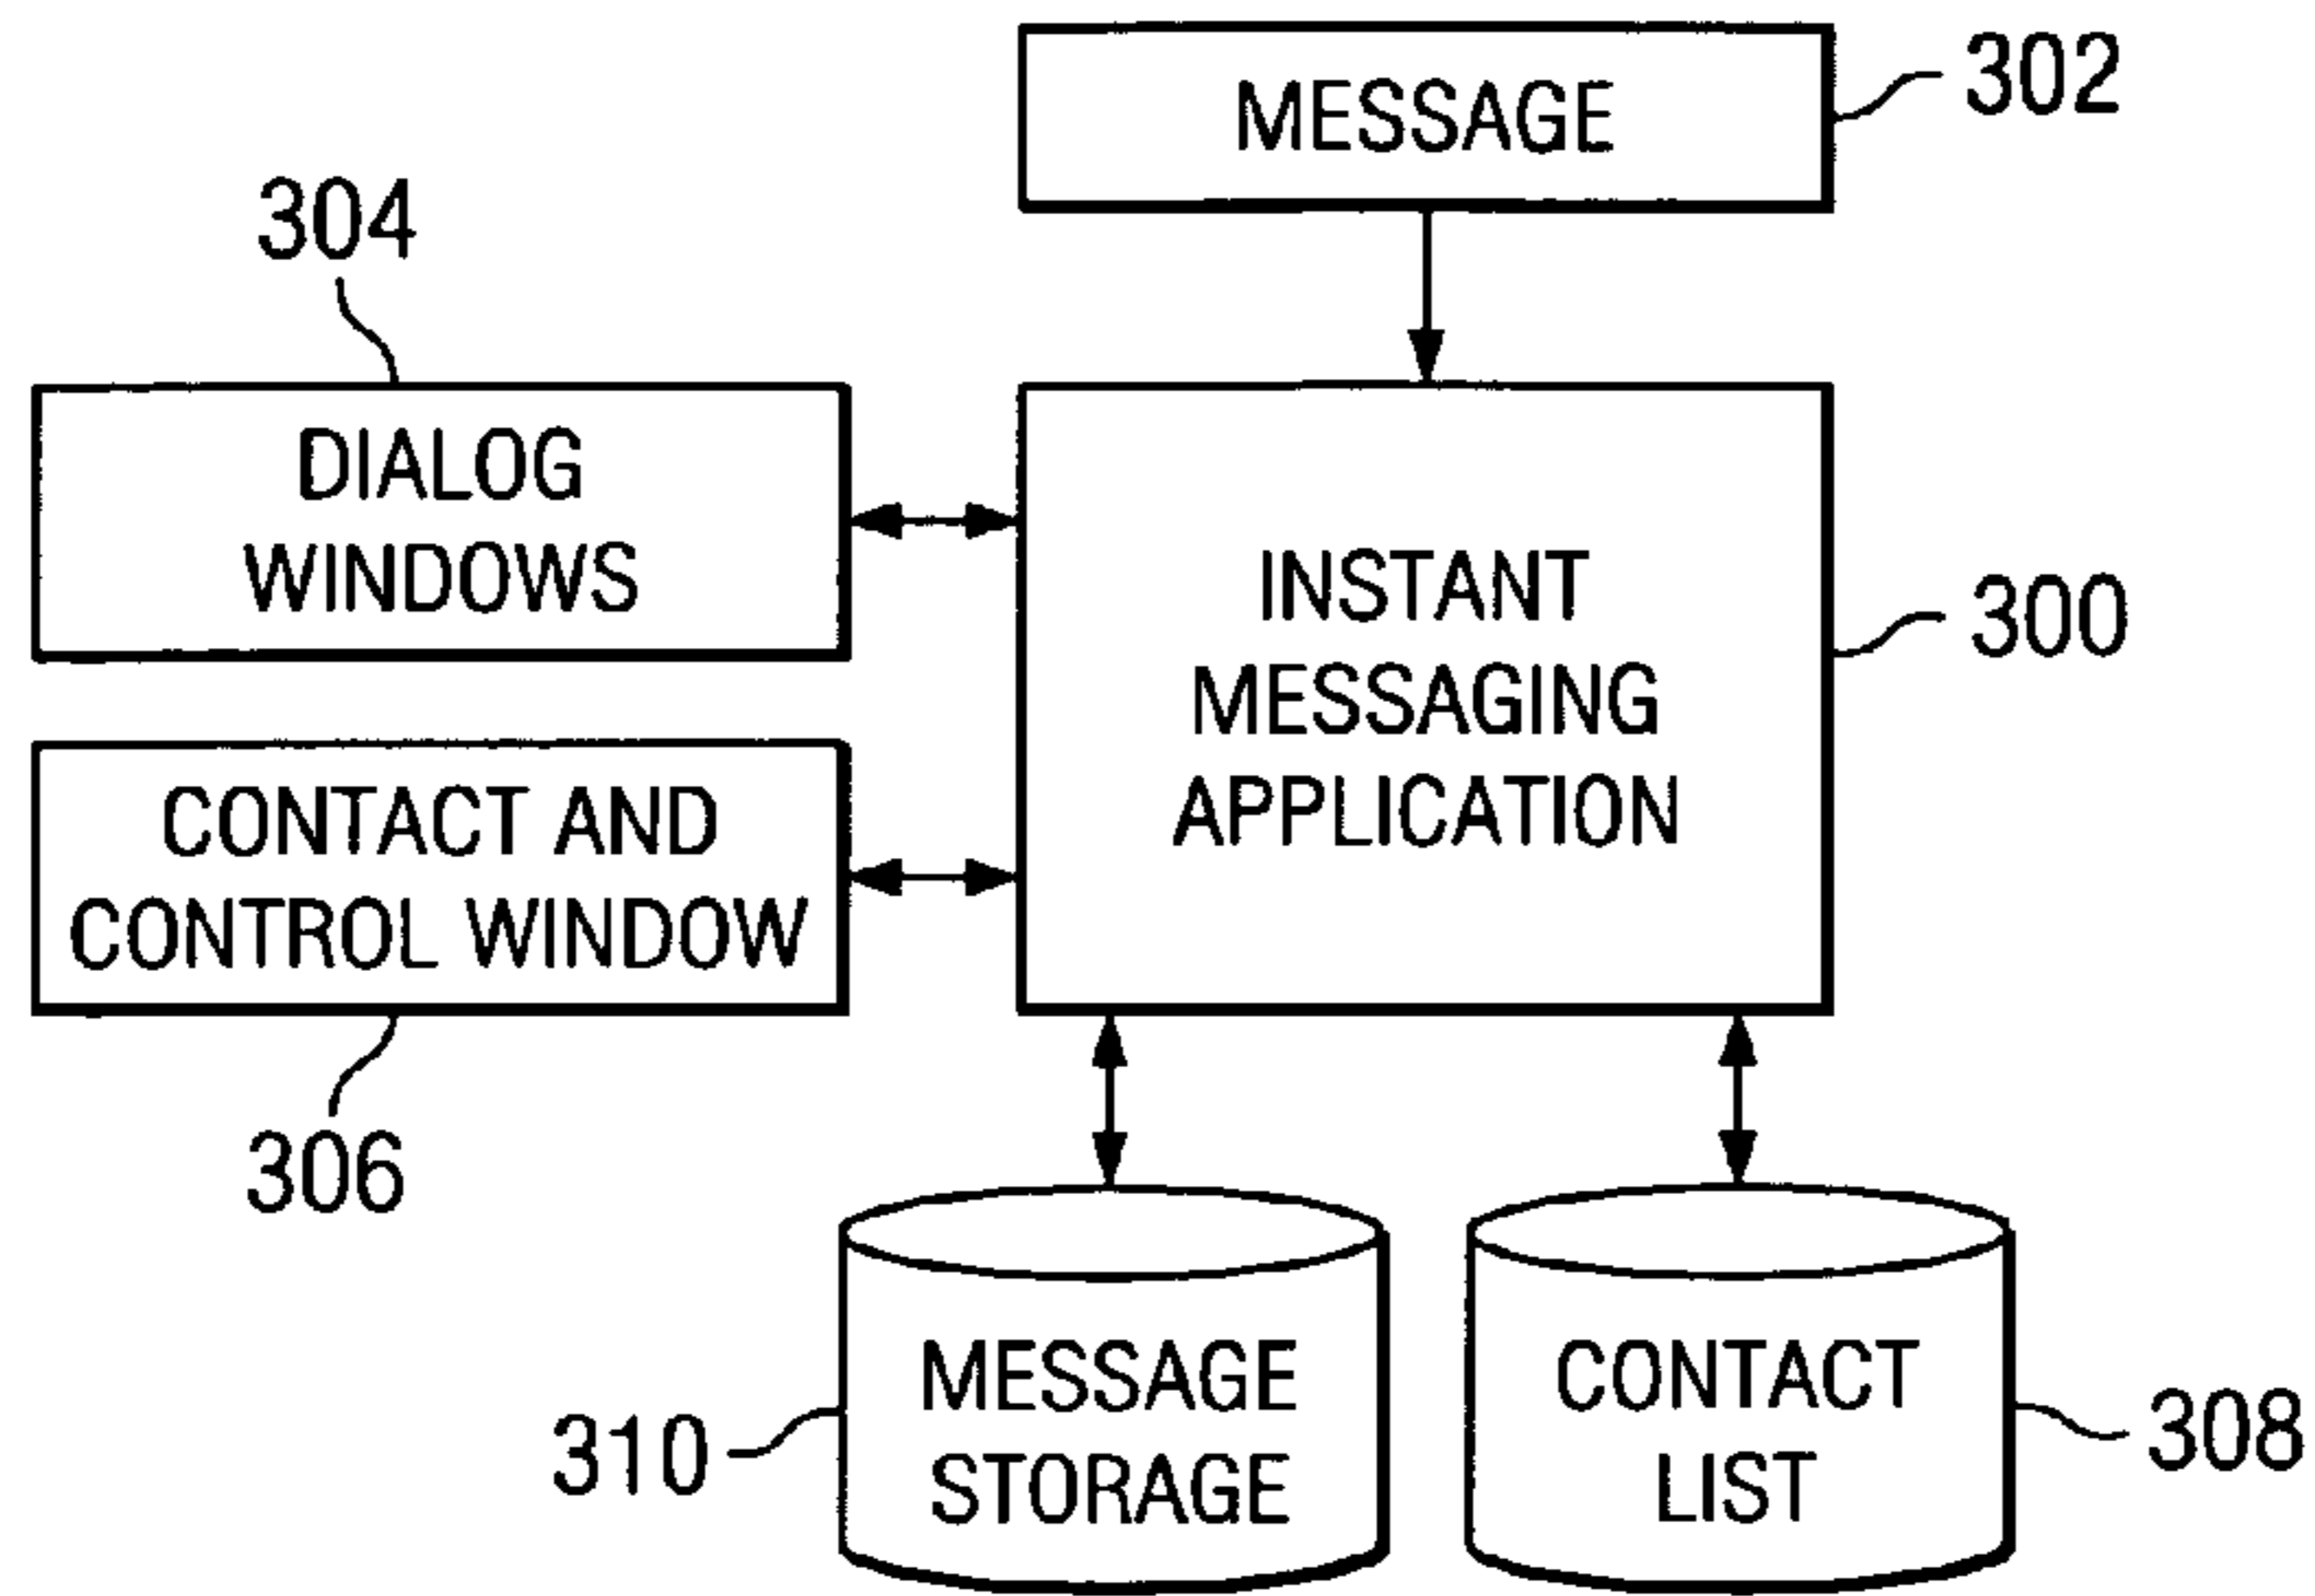 MESSAGE
302
304
DIALOG
WINDOWS
INSTANT
MESSAGING
APPLICATION
300
CONTACT AND
CONTROL WINDOW
306
MESSAGE
STORAGE
310
CONTACT
LIST
308